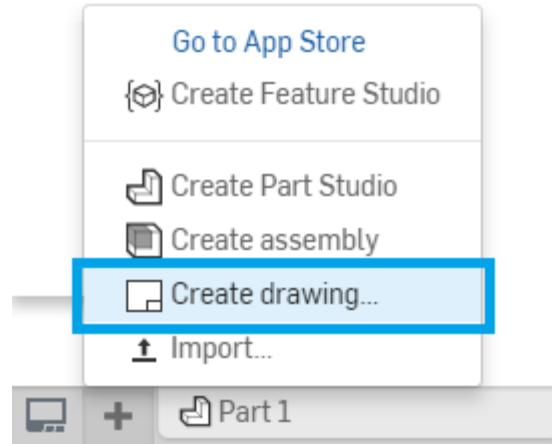 Go to App Store
Create Feature Studio
Create Part Studio
Create assembly
Create drawing...
Import...
Part 1